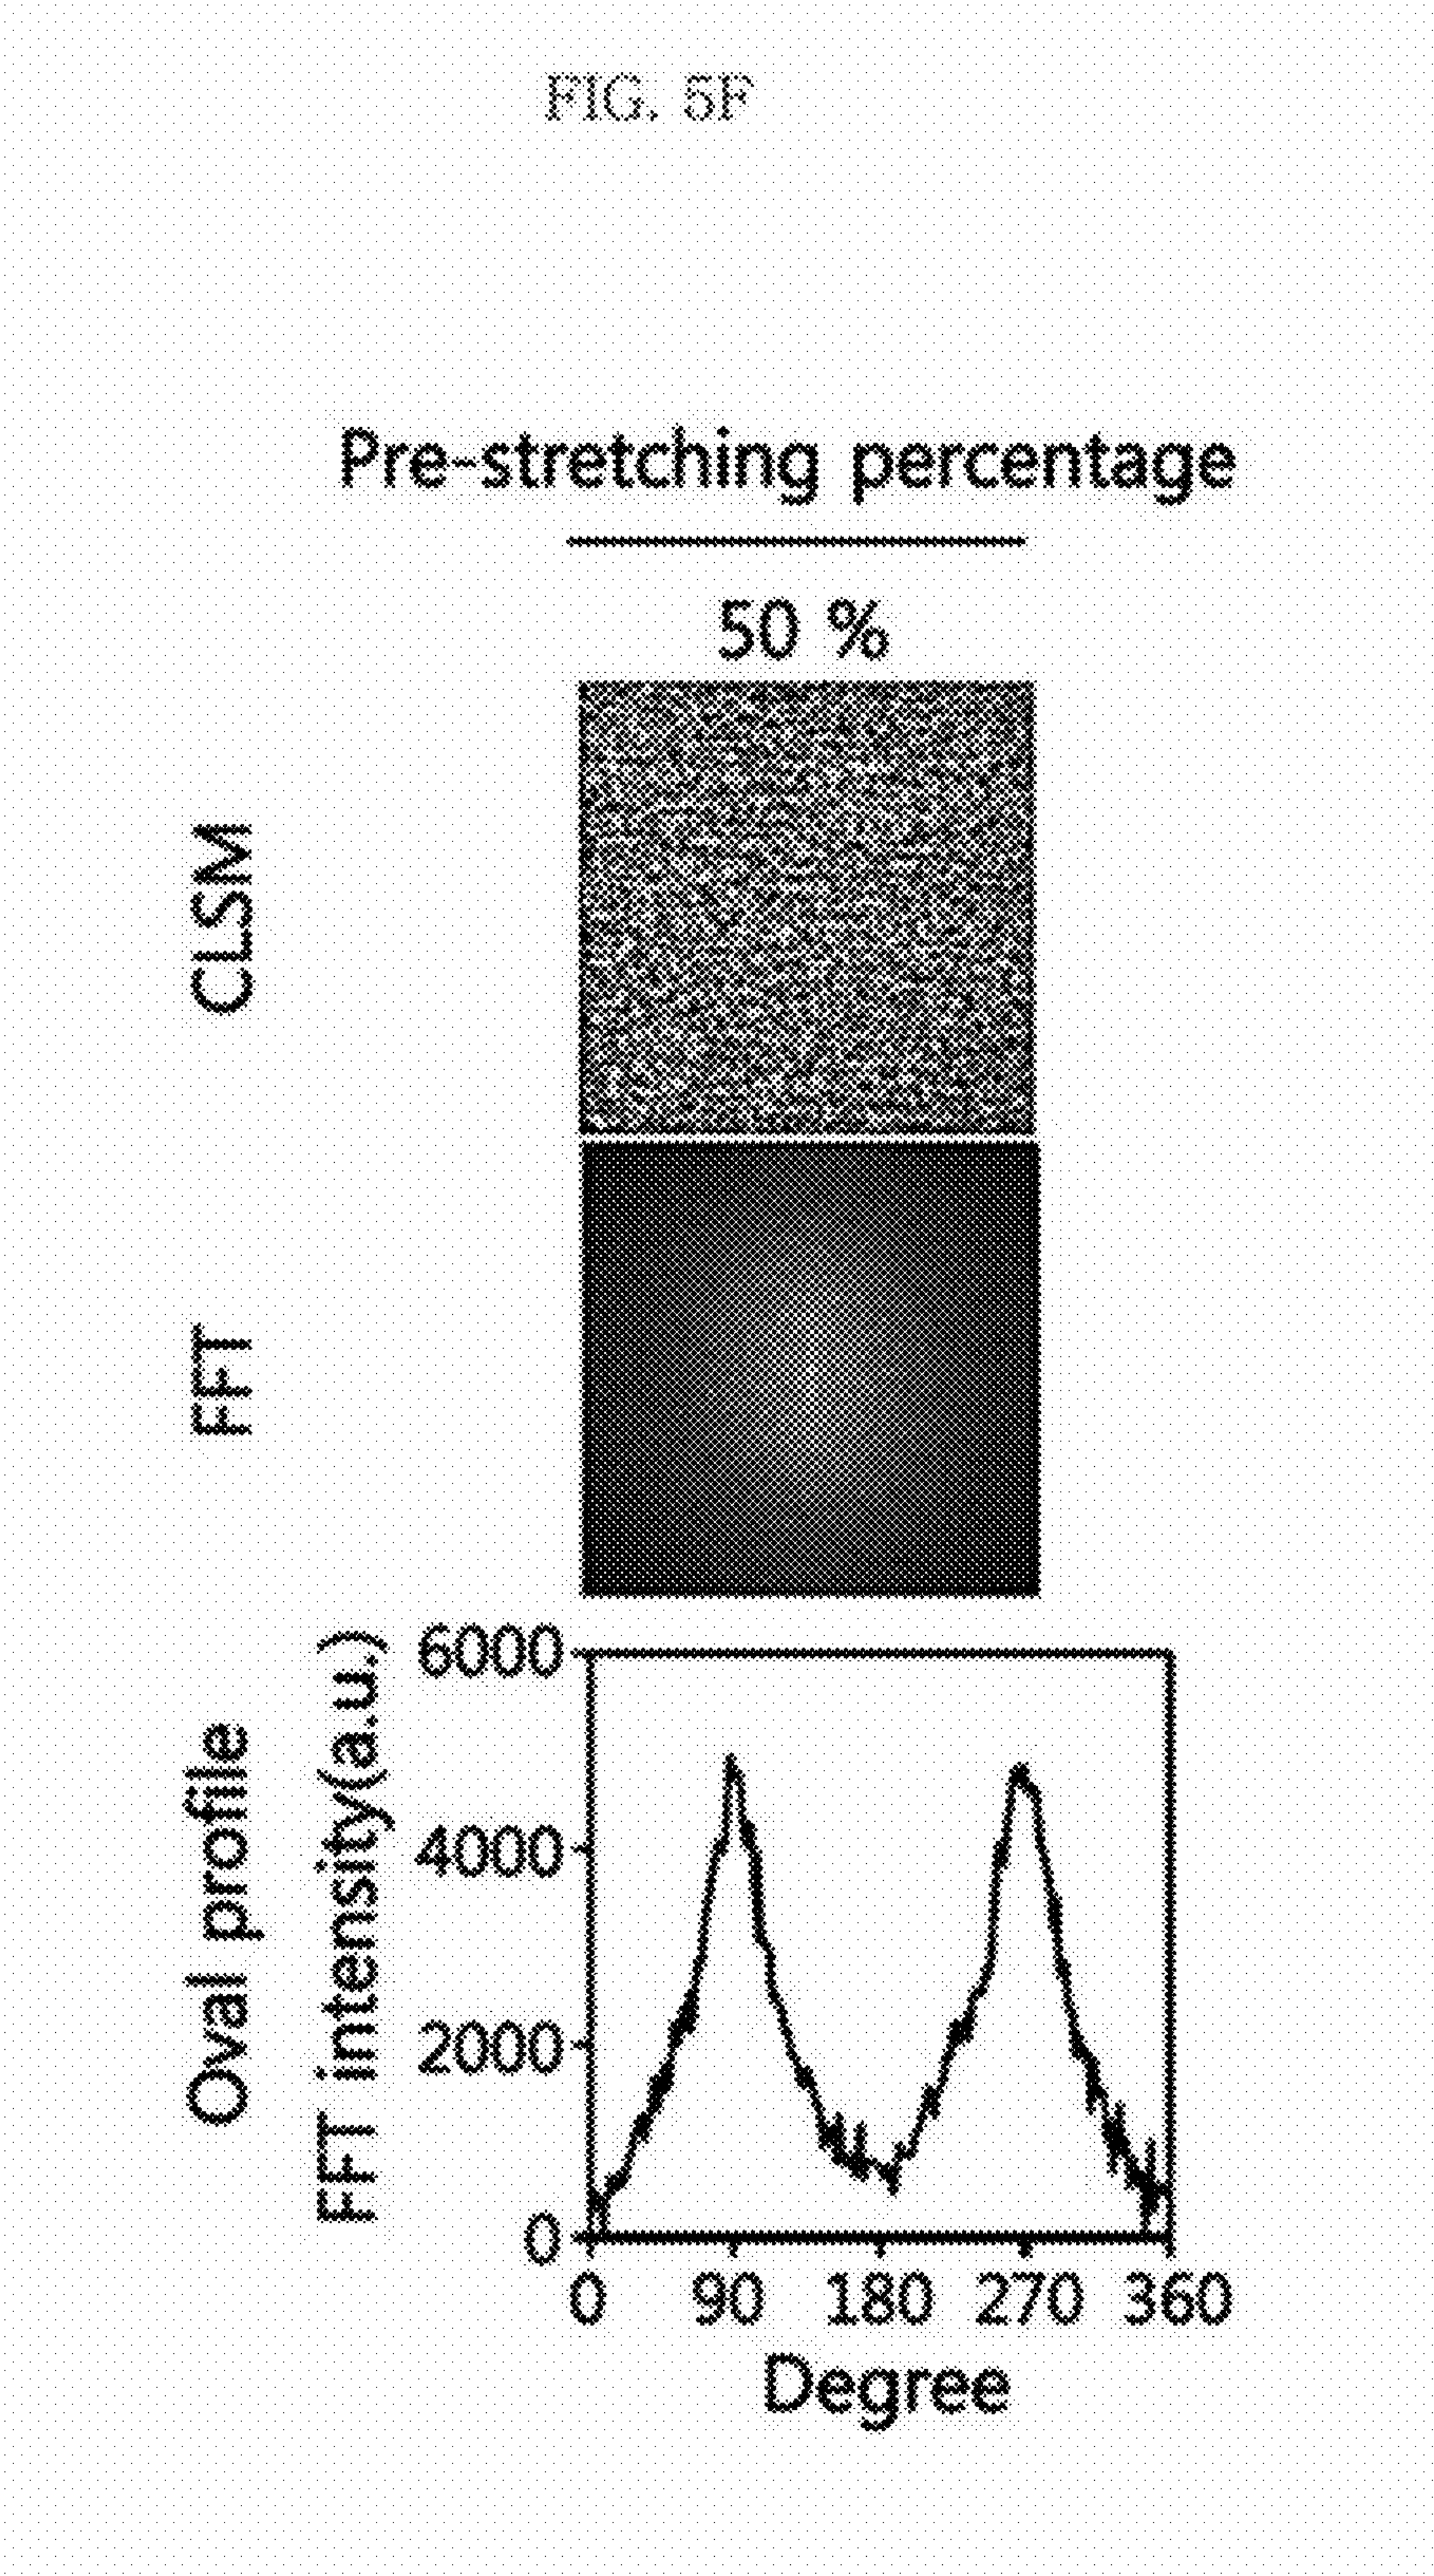 FIG. 5F
Pre-stretching percentage
50 %
CLSM
FFT
Oval profile
FFT intensity(a.u.)
6000
4000
2000
0
0 90 180 270 360
Degree